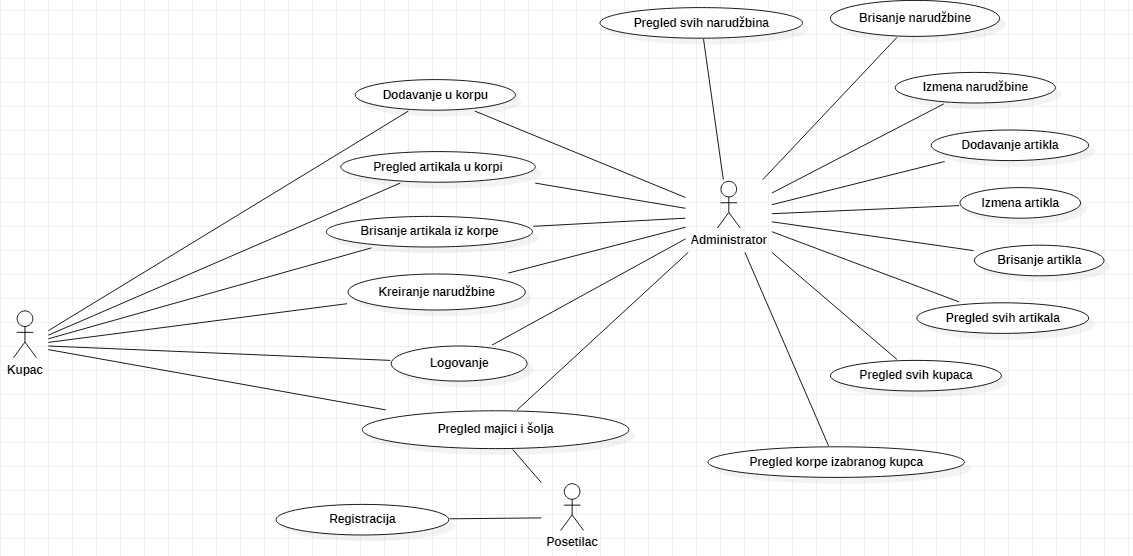 Pregled svih narudžbina
Brisanje narudžbine
Dodavanje u korpu
Izmena narudžbine
Pregled artikala u korpi
Dodavanje artikla
Brisanje artikala iz korpe
Izmena artikla
Administrator
Kreiranje narudžbine
Brisanje artikla
Pregled svih artikala
Kupac
Logovanje
Pregled svih kupaca
Pregled majici i šolja
Pregled korpe izabranog kupca
Registracija
Posetilac